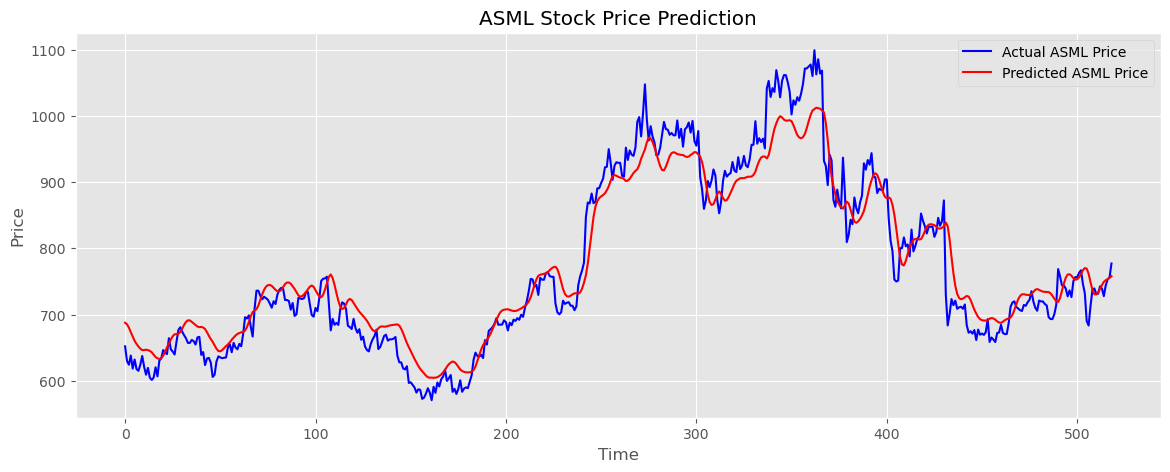 ASML Stock Price Prediction
Actual ASML Price
Predicted ASML Price
1100
1000
900
800
700
600
Price
0 100 200 300 400 500
Time